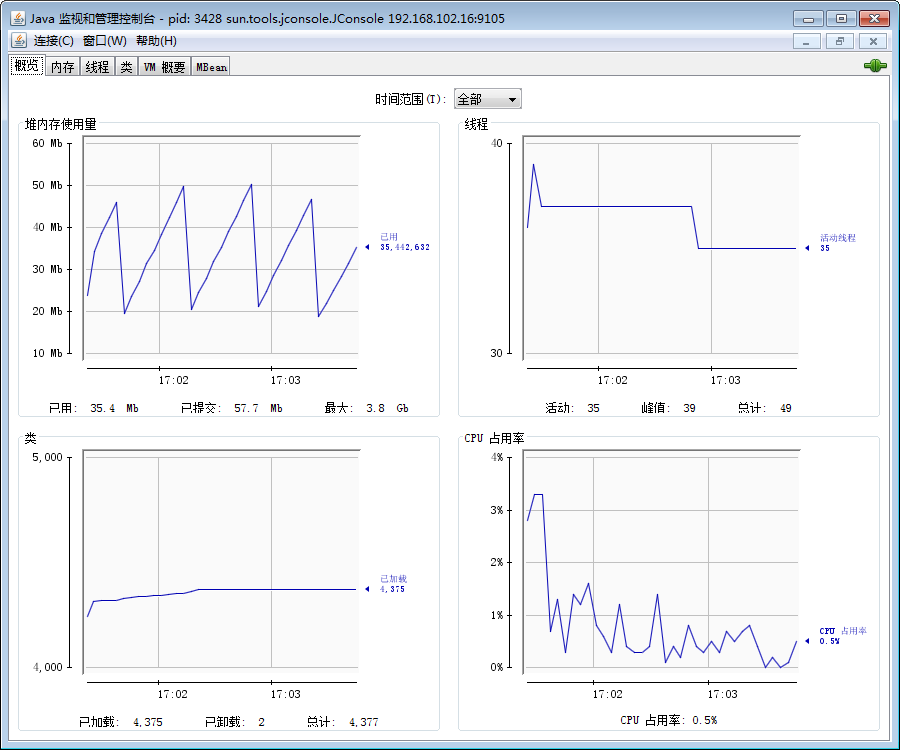 Java 监视和管理控制台 - pid: 3428 sun.tools.jconsole.JConsole 192.168.102.16:9105
连接(C) 窗口(W) 帮助(H)
概览 内存 线程 类 VM 概要 MBean
时间范围(T): 全部
堆内存使用量
60 Mb
50 Mb
40 Mb
30 Mb
20 Mb
10 Mb
已用
35,442,632
17:02 17:03
已用: 35.4 Mb 已提交: 57.7 Mb 最大: 3.8 Gb
线程
40
30
活动线程
35
17:02 17:03
活动: 35 峰值: 39 总计: 49
类
5,000
4,000
已加载
4,375
17:02 17:03
已加载: 4,375 已卸载: 2 总计: 4,377
CPU 占用率
4%
3%
2%
1%
0%
CPU 占用率
0.5%
17:02 17:03
CPU 占用率: 0.5%